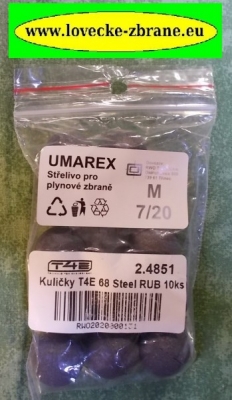 www.lovecke-zbrane.eu
UMAREX
Střelivo pro
plynové zbraně
M
7/20
T4E
2.4851
Kuličky T4E 68 Steel RUB 10ks